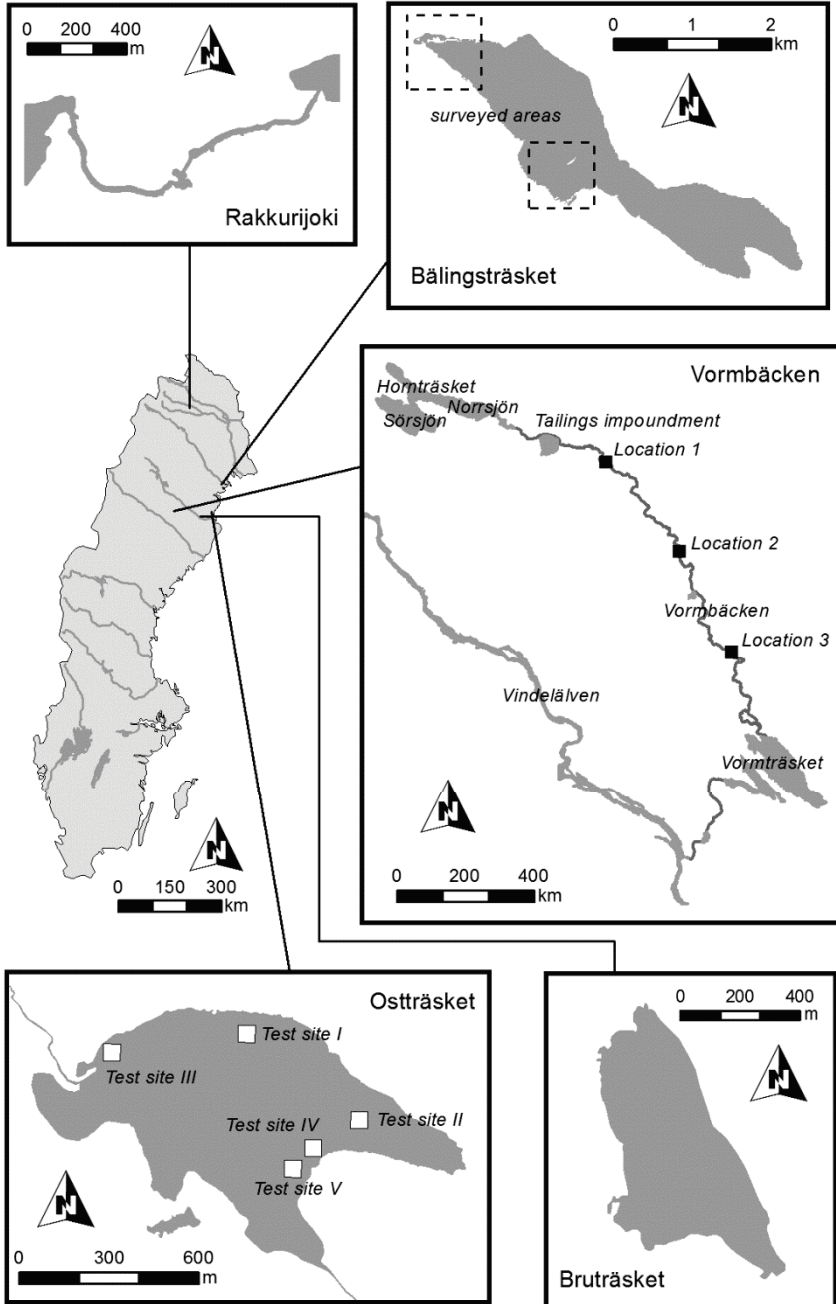 0 200 400
m
N
Rakkurijoki
0 1 2
km
N
surveyed areas
Bälingsträsket
Vormbäcken
Hornträsket
Norrsjön
Sörsjön
Tailings impoundment
Location 1
Location 2
Vormbäcken
Location 3
Vindelälven
Vormträsket
N
0 200 400
km
N
0 150 300
km
Ostträsket
Test site I
Test site III
Test site II
Test site IV
Test site V
N
0 300 600
m
0 200 400
m
N
Bruträsket